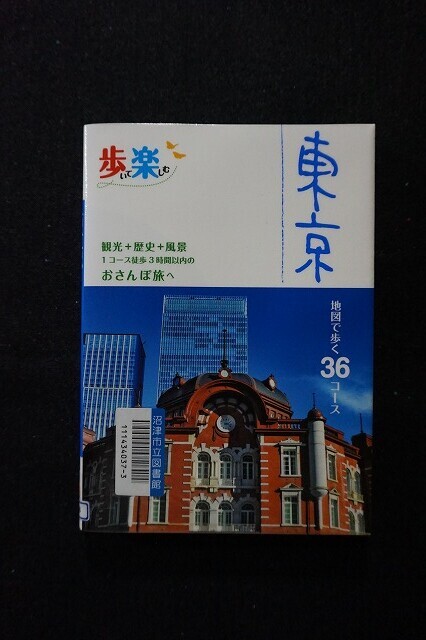 歩いて楽しむ
東京
観光+歴史+風景
1コース徒歩3時間以内の
おさんぽ旅へ
地図で歩く36コース
沼津市立図書館
111434037-3